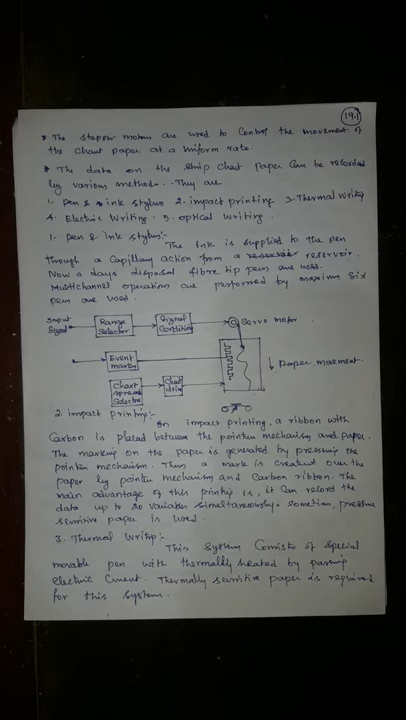 19.1
* The stepper motors are used to Control the movement of
the chart paper at a uniform rate.
* The data on the strip chart Paper Can be recorded
by various methods. They are
1. pen & ink stylus 2. impact printing 3. Thermal writing
4. Electric Writing. 5. optical writing.
1. pen & Ink stylus:-
The Ink is supplied to the pen
through a Capillary action from a reservoir.
Now a days disposal fibre tip pens are used.
Multichannel operations are performed by maximum Six
pens are used.
Input Signal
Range Selector
Signal Condition
Servo motor.
Event marker
paper movement.
Chart speed Selector
Chart drive
2 impact printing:-
In impact printing, a ribbon with
Carbon is placed between the pointer mechanism and Paper.
The marking on the paper is generated by pressing the
pointer mechanism. Thus a mark is created over the
paper by pointer mechanism and Carbon ribbon. The
main advantage of this printing is, it Can record the
data up to 20 variables simultaneously. Sometimes, pressure
sensitive paper is used.
3. Thermal Writing:-
This System Consists of Special
movable pen with thermally heated by passing
electric Current. Thermally sensitive paper is required
for this system.